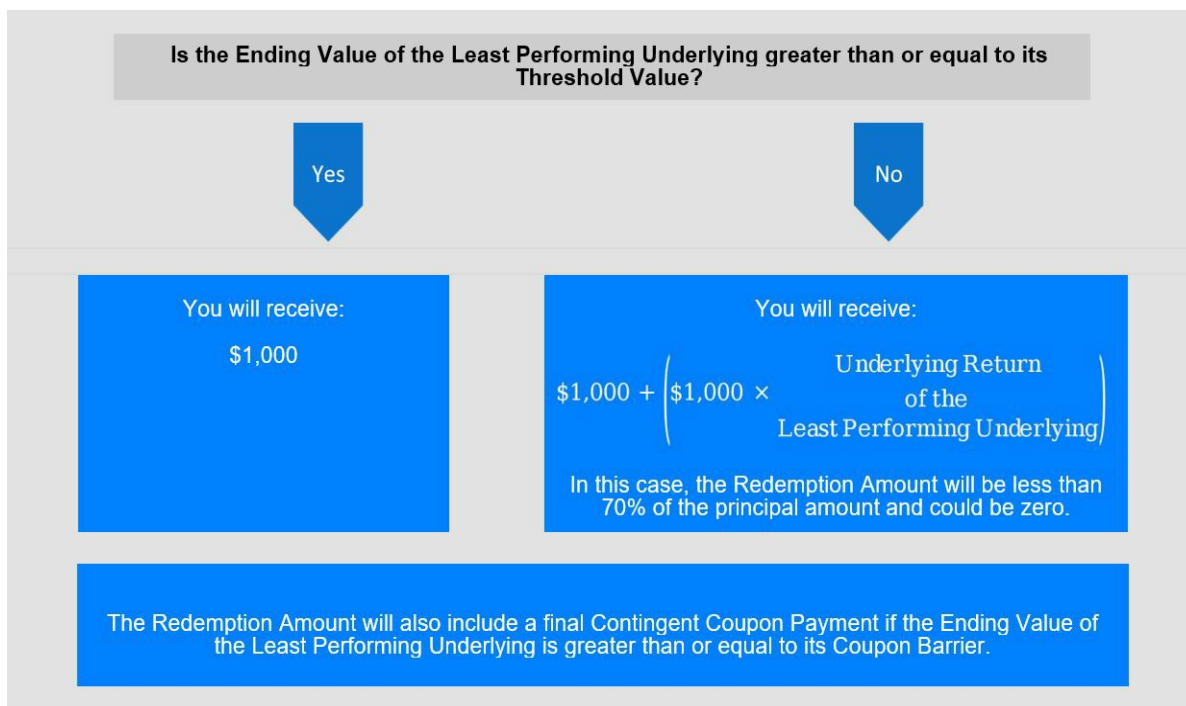 Is the Ending Value of the Least Performing Underlying greater than or equal to its
Threshold Value?
Yes
No
You will receive:
$1,000
You will receive:
$1,000 + ($1,000 × Underlying Return
of the
Least Performing Underlying)
In this case, the Redemption Amount will be less than
70% of the principal amount and could be zero.
The Redemption Amount will also include a final Contingent Coupon Payment if the Ending Value of
the Least Performing Underlying is greater than or equal to its Coupon Barrier.